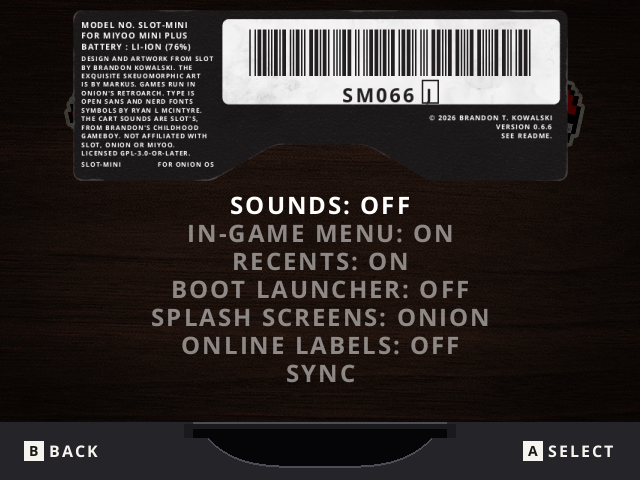 MODEL NO. SLOT-MINI
FOR MIYOO MINI PLUS
BATTERY : LI-ION (76%)
DESIGN AND ARTWORK FROM SLOT
BY BRANDON KOWALSKI. THE
EXQUISITE SKEUOMORPHIC ART
IS BY MARKUS. GAMES RUN IN
ONION'S RETROARCH. TYPE IS
OPEN SANS AND NERD FONTS
SYMBOLS BY RYAN L MCINTYRE.
THE CART SOUNDS ARE SLOT'S,
FROM BRANDON'S CHILDHOOD
GAMEBOY. NOT AFFILIATED WITH
SLOT, ONION OR MIYOO.
LICENSED GPL-3.0-OR-LATER.
SLOT-MINI FOR ONION OS
SM066
© 2026 BRANDON T. KOWALSKI
VERSION 0.6.6
SEE README.
SOUNDS: OFF
IN-GAME MENU: ON
RECENTS: ON
BOOT LAUNCHER: OFF
SPLASH SCREENS: ONION
ONLINE LABELS: OFF
SYNC
B BACK
A SELECT